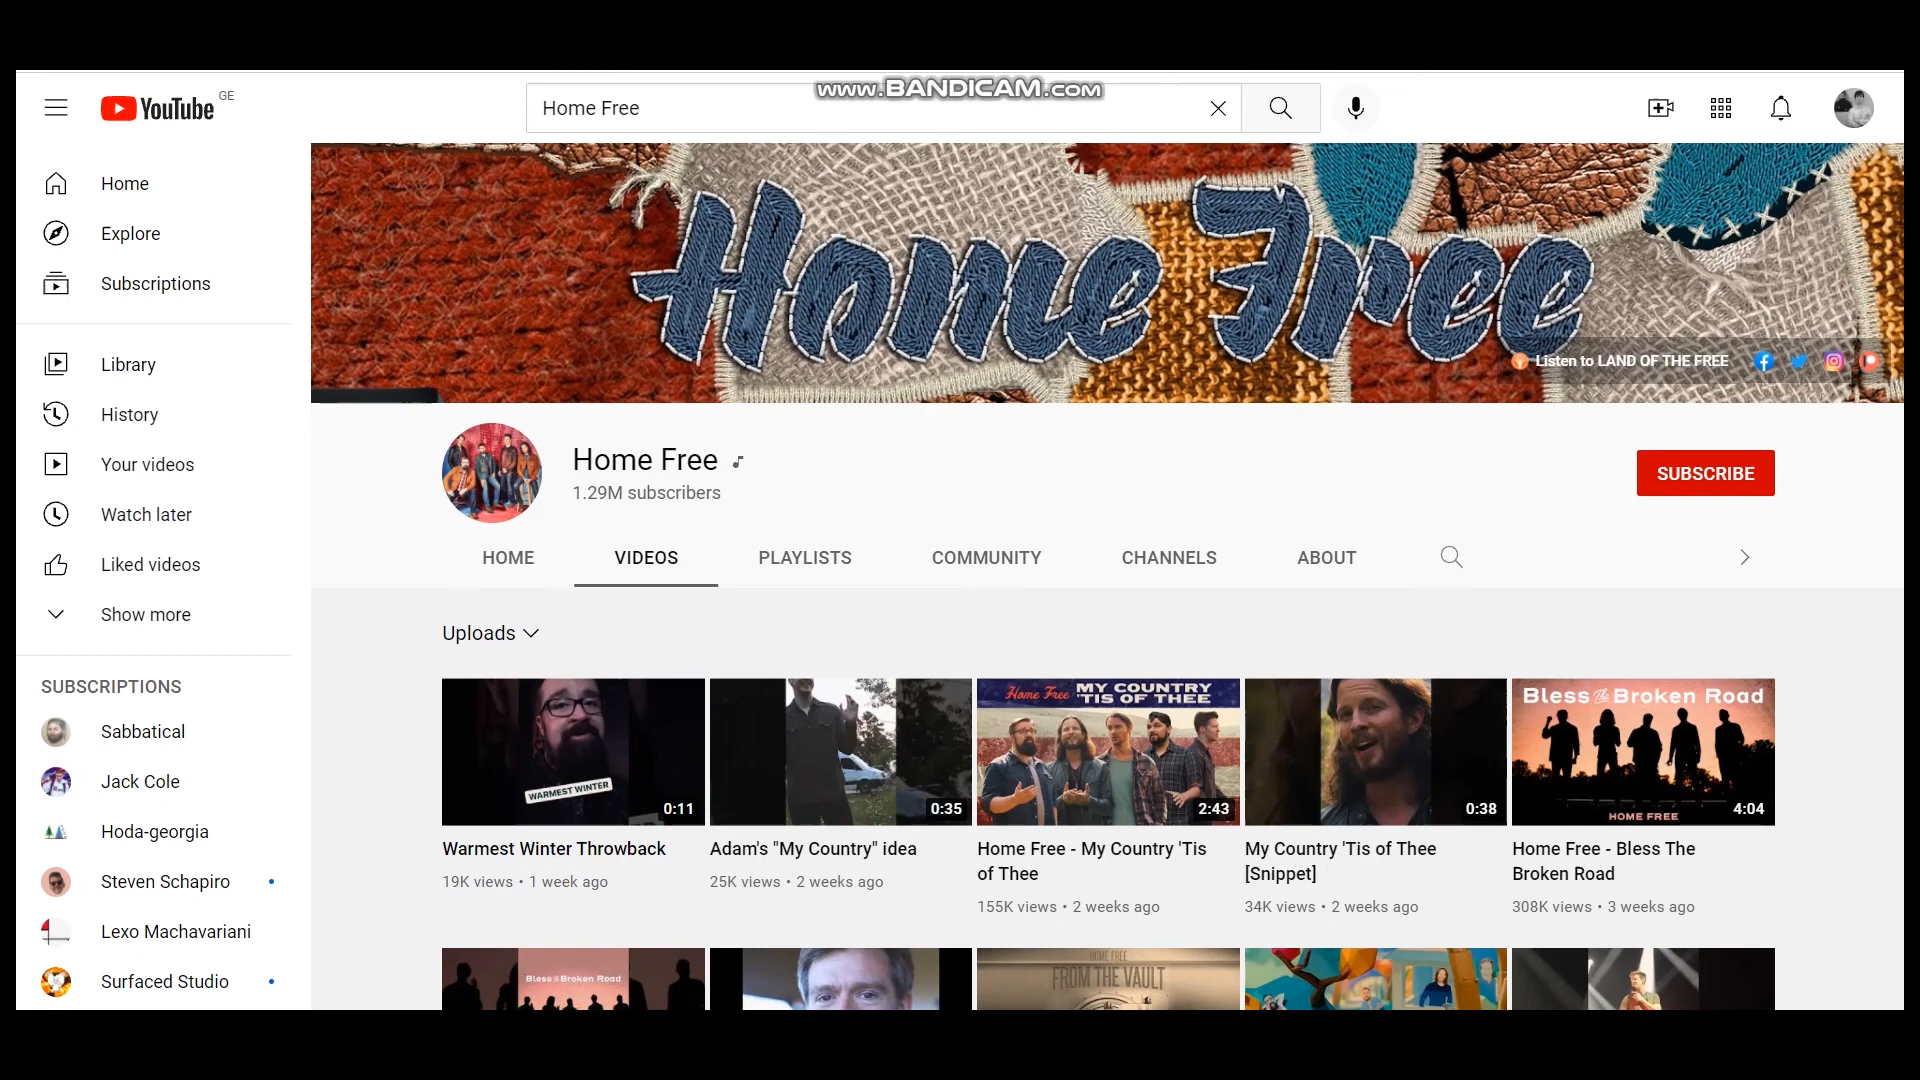 www.BANDICAM.com
YouTube GE
Home Free
Home
Explore
Subscriptions
Library
History
Your videos
Watch later
Liked videos
Show more
SUBSCRIPTIONS
Sabbatical
Jack Cole
Hoda-georgia
Steven Schapiro
Lexo Machavariani
Surfaced Studio
Home Free
Listen to LAND OF THE FREE
Home Free
1.29M subscribers
SUBSCRIBE
HOME VIDEOS PLAYLISTS COMMUNITY CHANNELS ABOUT
Uploads
WARMEST WINTER
0:11
Warmest Winter Throwback
19K views • 1 week ago
0:35
Adam's "My Country" idea
25K views • 2 weeks ago
Home Free MY COUNTRY
'TIS OF THEE
2:43
Home Free - My Country 'Tis
of Thee
155K views • 2 weeks ago
0:38
My Country 'Tis of Thee
[Snippet]
34K views • 2 weeks ago
Bless The Broken Road
HOME FREE
4:04
Home Free - Bless The
Broken Road
308K views • 3 weeks ago
Bless The Broken Road
HOME FREE
FROM THE VAULT